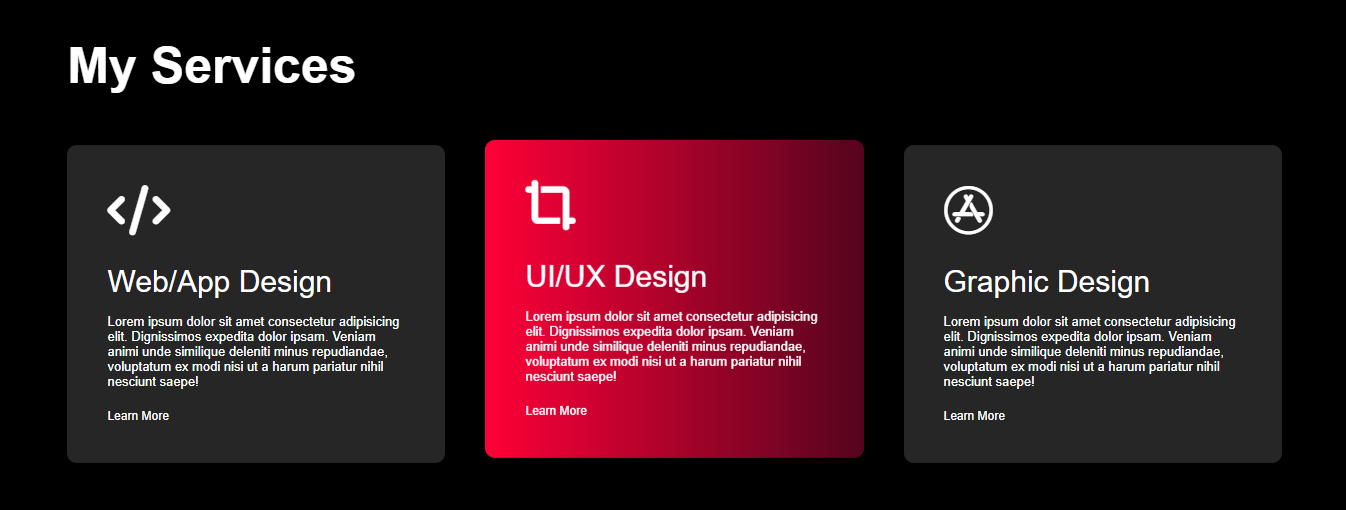 My Services
Web/App Design
Lorem ipsum dolor sit amet consectetur adipisicing
elit. Dignissimos expedita dolor ipsam. Veniam
animi unde similique deleniti minus repudiandae,
voluptatum ex modi nisi ut a harum pariatur nihil
nesciunt saepe!
Learn More
UI/UX Design
Lorem ipsum dolor sit amet consectetur adipisicing
elit. Dignissimos expedita dolor ipsam. Veniam
animi unde similique deleniti minus repudiandae,
voluptatum ex modi nisi ut a harum pariatur nihil
nesciunt saepe!
Learn More
Graphic Design
Lorem ipsum dolor sit amet consectetur adipisicing
elit. Dignissimos expedita dolor ipsam. Veniam
animi unde similique deleniti minus repudiandae,
voluptatum ex modi nisi ut a harum pariatur nihil
nesciunt saepe!
Learn More